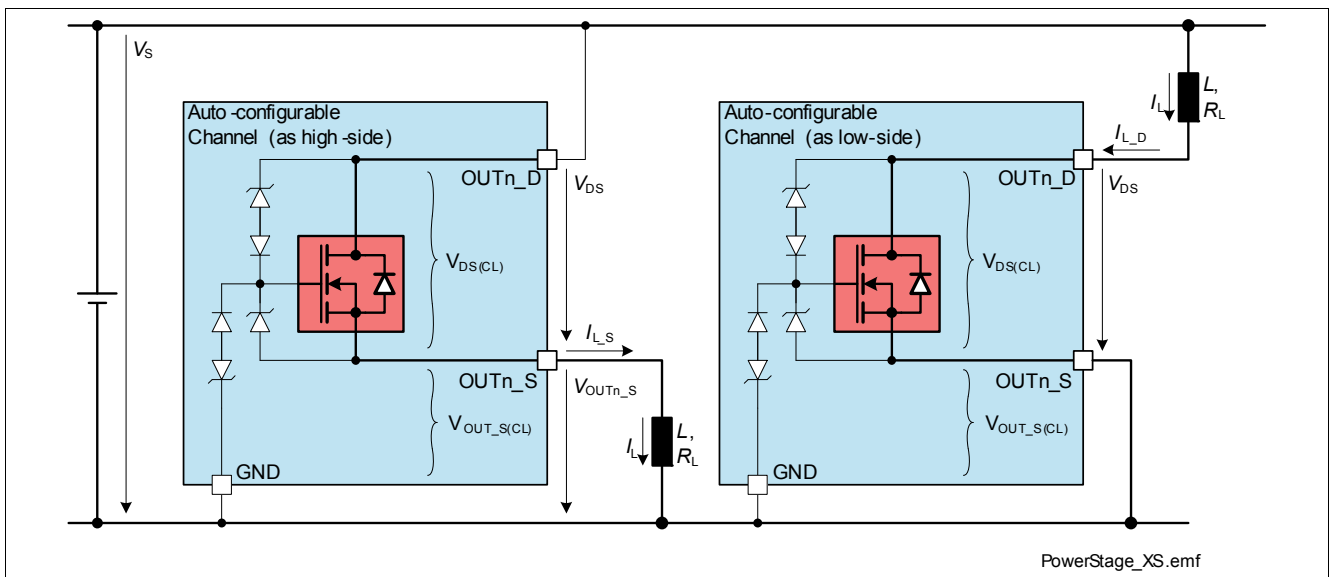 VS
Auto-configurable
Channel (as high-side)
OUTn_D
VDS
VDS(CL)
IL_S
OUTn_S
VOUTn_S
VOUT_S(CL)
IL
L,
RL
GND
Auto-configurable
Channel (as low-side)
IL
L,
RL
IL_D
OUTn_D
VDS
VDS(CL)
OUTn_S
VOUT_S(CL)
GND
PowerStage_XS.emf